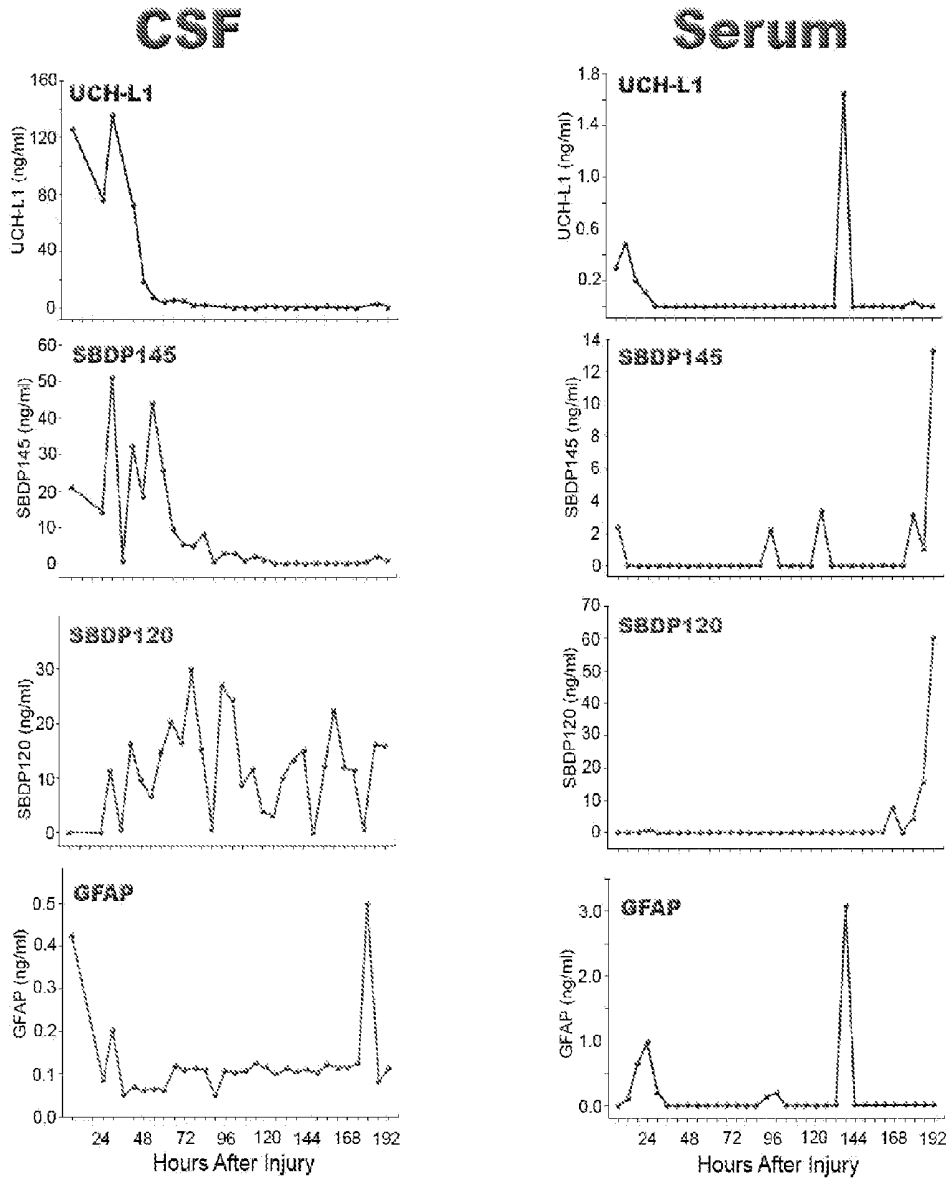 CSF
UCH-L1
UCH-L1 (ng/ml)
160
120
80
40
0
SBDP145
SBDP145 (ng/ml)
60
50
40
30
20
10
0
SBDP120
SBDP120 (ng/ml)
30
20
10
0
GFAP
GFAP (ng/ml)
0.5
0.4
0.3
0.2
0.1
0.0
24 48 72 96 120 144 168 192
Hours After Injury
Serum
UCH-L1
UCH-L1 (ng/ml)
1.8
1.4
1.0
0.6
0.2
SBDP145
SBDP145 (ng/ml)
14
12
10
8
6
4
2
0
SBDP120
SBDP120 (ng/ml)
70
60
50
40
30
20
10
0
GFAP
GFAP (ng/ml)
3.0
2.0
1.0
0.0
24 48 72 96 120 144 168 192
Hours After Injury